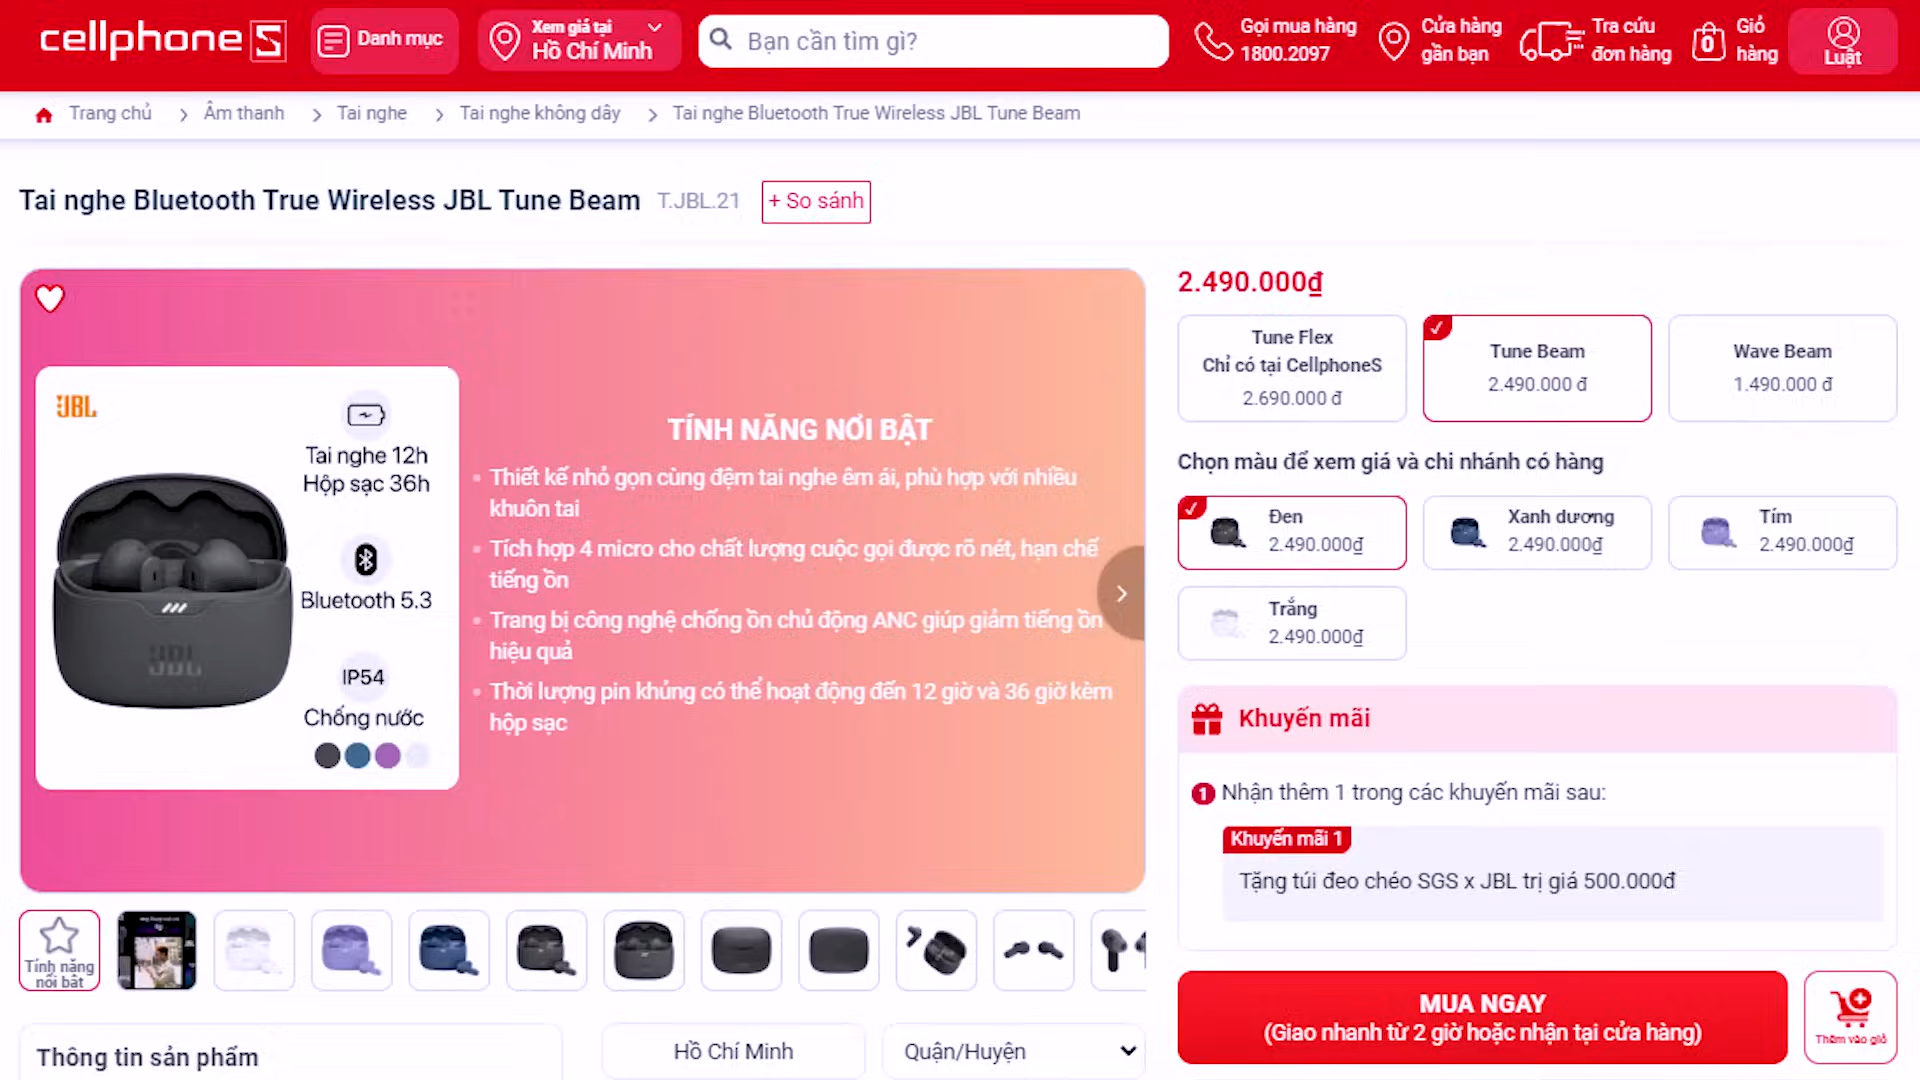 cellphoneS
Danh mục
Xem giá tại
Hồ Chí Minh
Bạn cần tìm gì?
Gọi mua hàng
1800.2097
Cửa hàng
gần bạn
Tra cứu
đơn hàng
0
Giỏ
hàng
Luật
Trang chủ
Âm thanh
Tai nghe
Tai nghe không dây
Tai nghe Bluetooth True Wireless JBL Tune Beam
Tai nghe Bluetooth True Wireless JBL Tune Beam
T.JBL.21
+ So sánh
JBL
Tai nghe 12h
Hộp sạc 36h
Bluetooth 5.3
IP54
Chống nước
JBL
TÍNH NĂNG NỔI BẬT
Thiết kế nhỏ gọn cùng đệm tai nghe êm ái, phù hợp với nhiều
khuôn tai
Tích hợp 4 micro cho chất lượng cuộc gọi được rõ nét, hạn chế
tiếng ồn
Trang bị công nghệ chống ồn chủ động ANC giúp giảm tiếng ồn
hiệu quả
Thời lượng pin khủng có thể hoạt động đến 12 giờ và 36 giờ kèm
hộp sạc
2.490.000₫
Tune Flex
Chỉ có tại CellphoneS
2.690.000 đ
Tune Beam
2.490.000 đ
Wave Beam
1.490.000 đ
Chọn màu để xem giá và chi nhánh có hàng
Đen
2.490.000₫
Xanh dương
2.490.000₫
Tím
2.490.000₫
Trắng
2.490.000₫
Khuyến mãi
1 Nhận thêm 1 trong các khuyến mãi sau:
Khuyến mãi 1
Tặng túi đeo chéo SGS x JBL trị giá 500.000đ
Tính năng
nổi bật
MUA NGAY
(Giao nhanh từ 2 giờ hoặc nhận tại cửa hàng)
Thêm vào giỏ
Thông tin sản phẩm
Hồ Chí Minh
Quận/Huyện